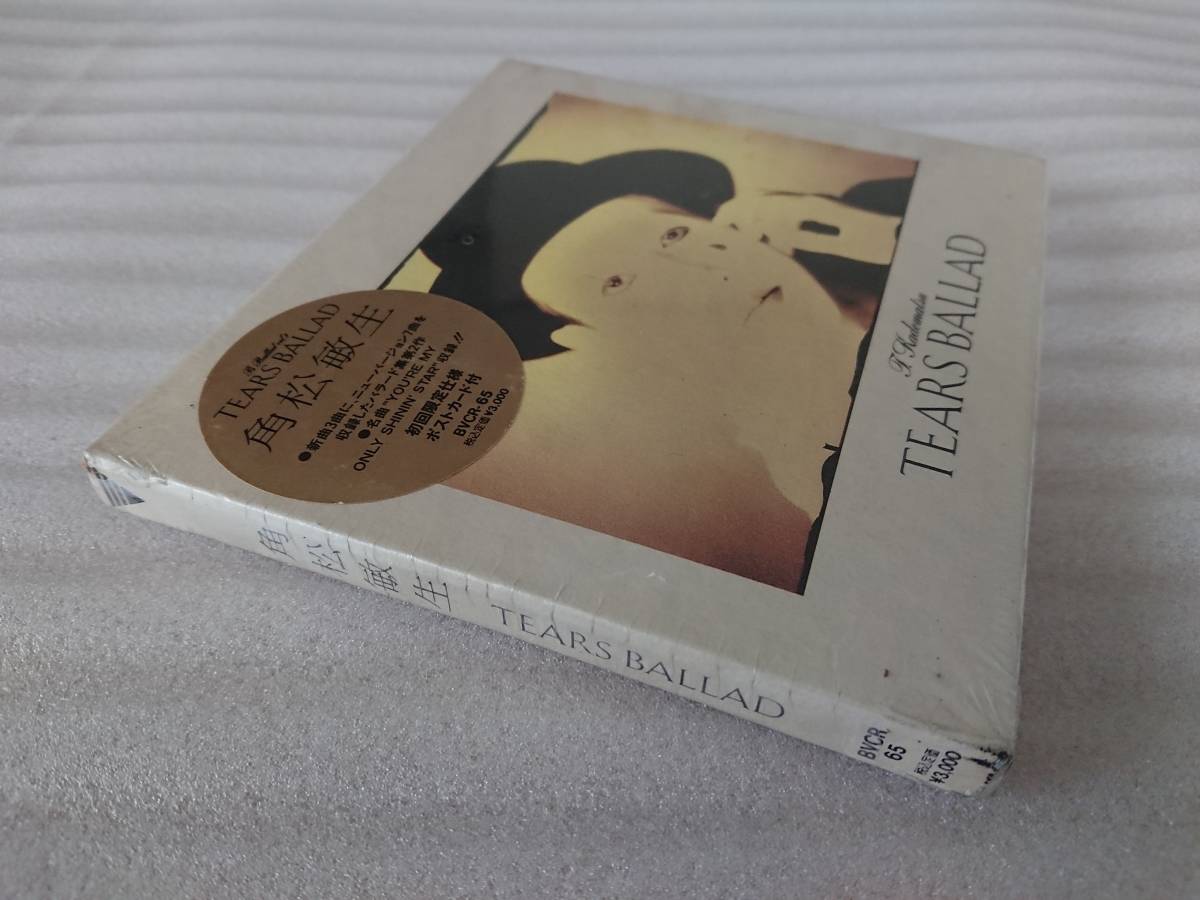 TEARS BALLAD
角松敏生
●新曲3曲に、ニューバージョン7曲を
収録したバラード集第2作
●名曲"YOU'RE MY
ONLY SHININ' STAR"収録!!
初回限定仕様
ポストカード付
BVCR-65
税込定価¥3,000
T. Kadomatsu
TEARS BALLAD
角松敏生 TEARS BALLAD
BVCR
65
税込定価
¥3,000